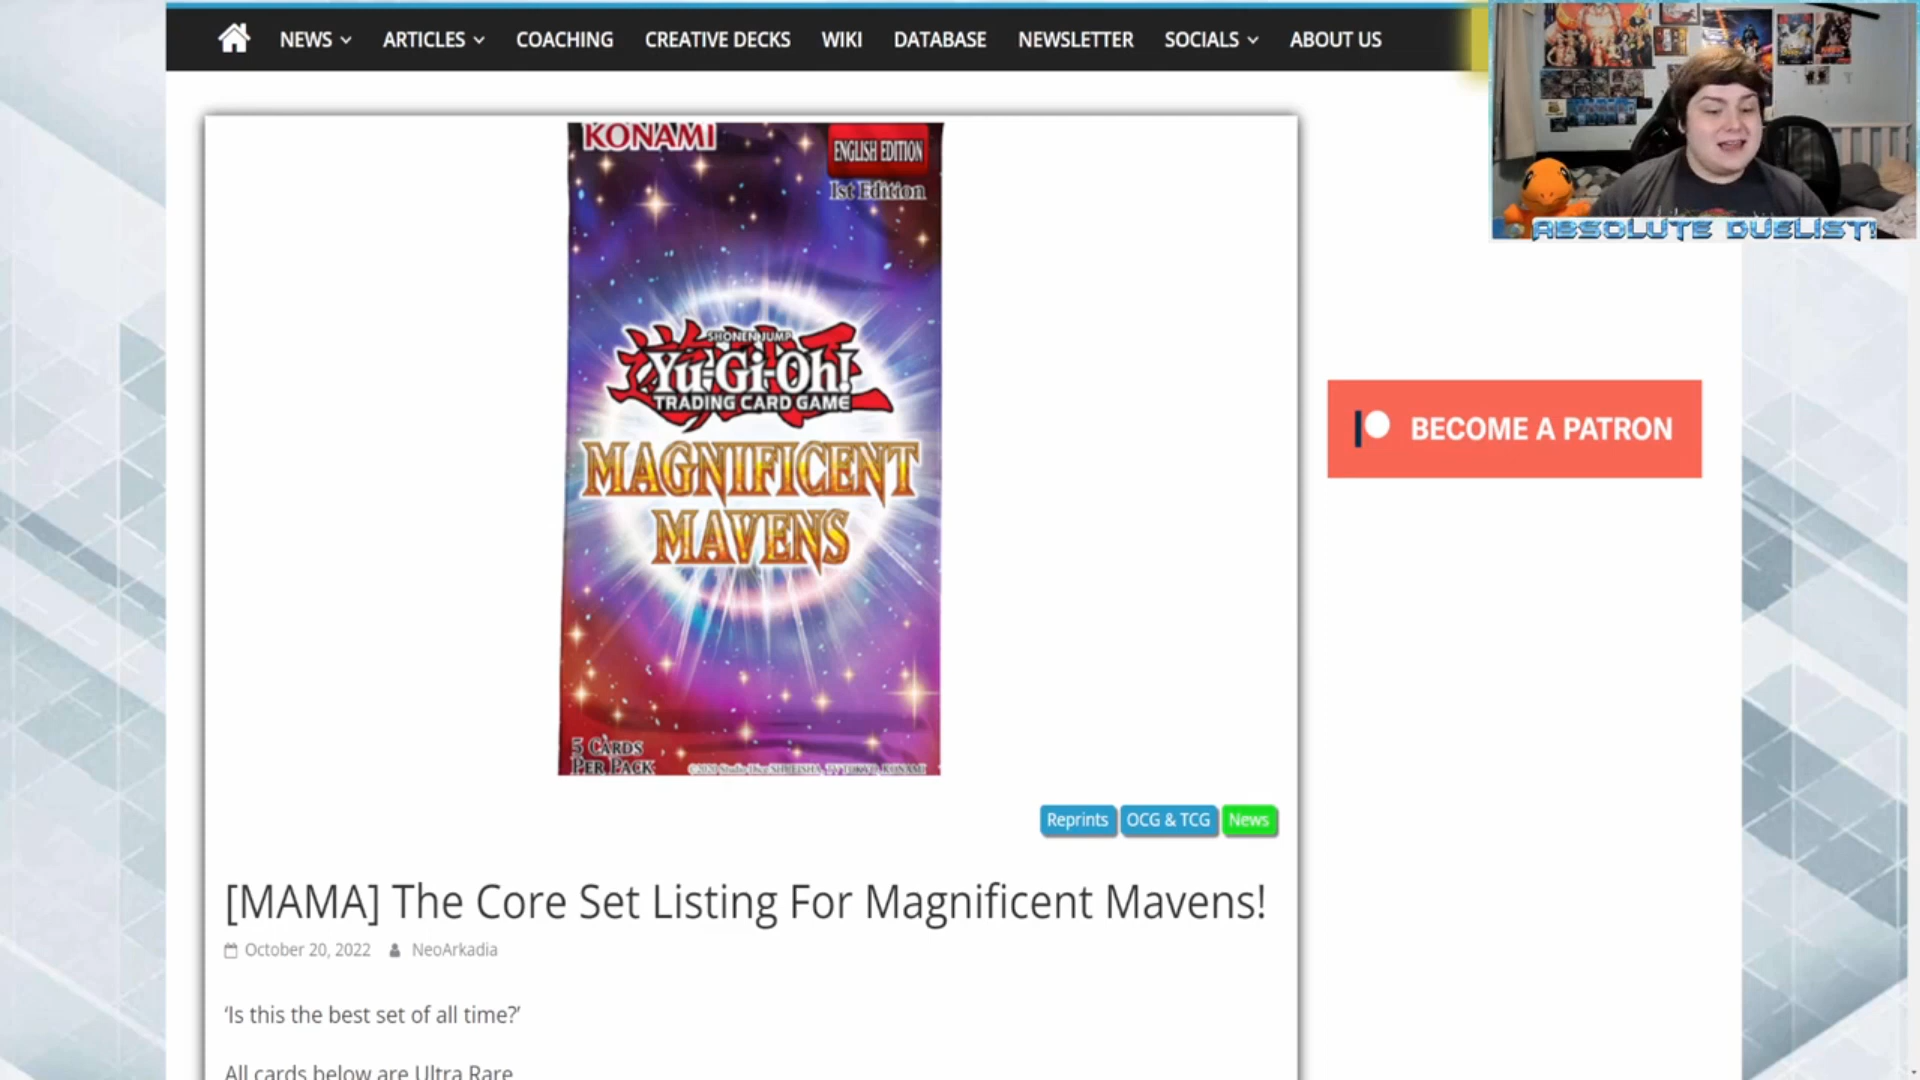 NEWS ARTICLES COACHING CREATIVE DECKS WIKI DATABASE NEWSLETTER SOCIALS ABOUT US
ABSOLUTE DUELIST!
KONAMI
ENGLISH EDITION
1st Edition
SHONEN JUMP
Yu-Gi-Oh!
TRADING CARD GAME
MAGNIFICENT
MAVENS
5 CARDS
PER PACK
BECOME A PATRON
Reprints OCG & TCG News
[MAMA] The Core Set Listing For Magnificent Mavens!
October 20, 2022 NeoArkadia
‘Is this the best set of all time?’
All cards below are Ultra Rare